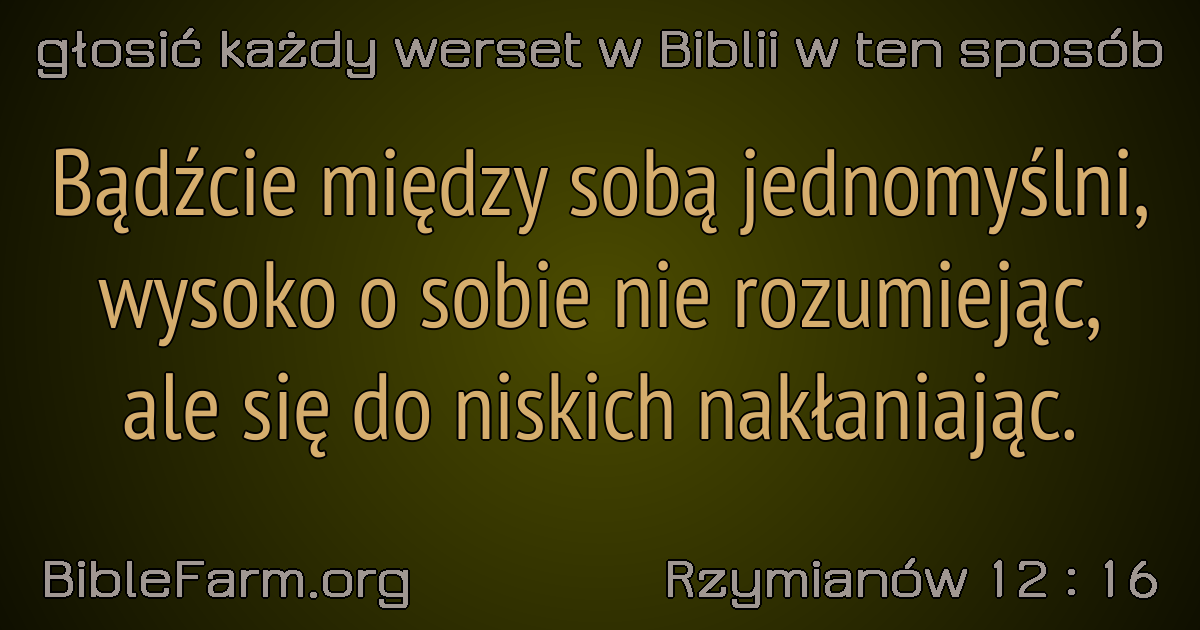 głosić każdy werset w Biblii w ten sposób
Bądźcie między sobą jednomyślni,
wysoko o sobie nie rozumiejąc,
ale się do niskich nakłaniając.
BibleFarm.org
Rzymianów 12 : 16